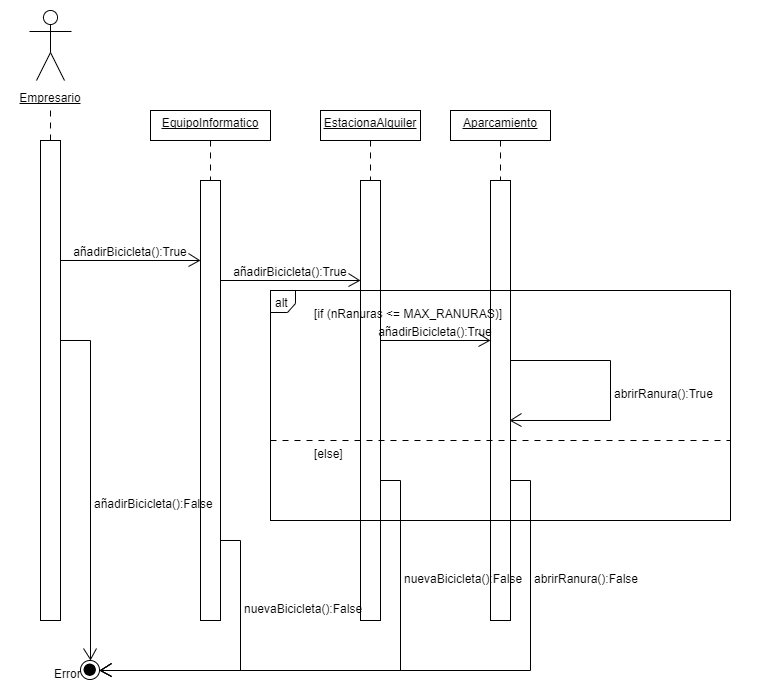 Empresario
EquipoInformatico
EstacionaAlquiler
Aparcamiento
añadirBicicleta():True
añadirBicicleta():True
alt
[if (nRanuras <= MAX_RANURAS)]
añadirBicicleta():True
abrirRanura():True
[else]
añadirBicicleta():False
nuevaBicicleta():False
abrirRanura():False
nuevaBicicleta():False
Error